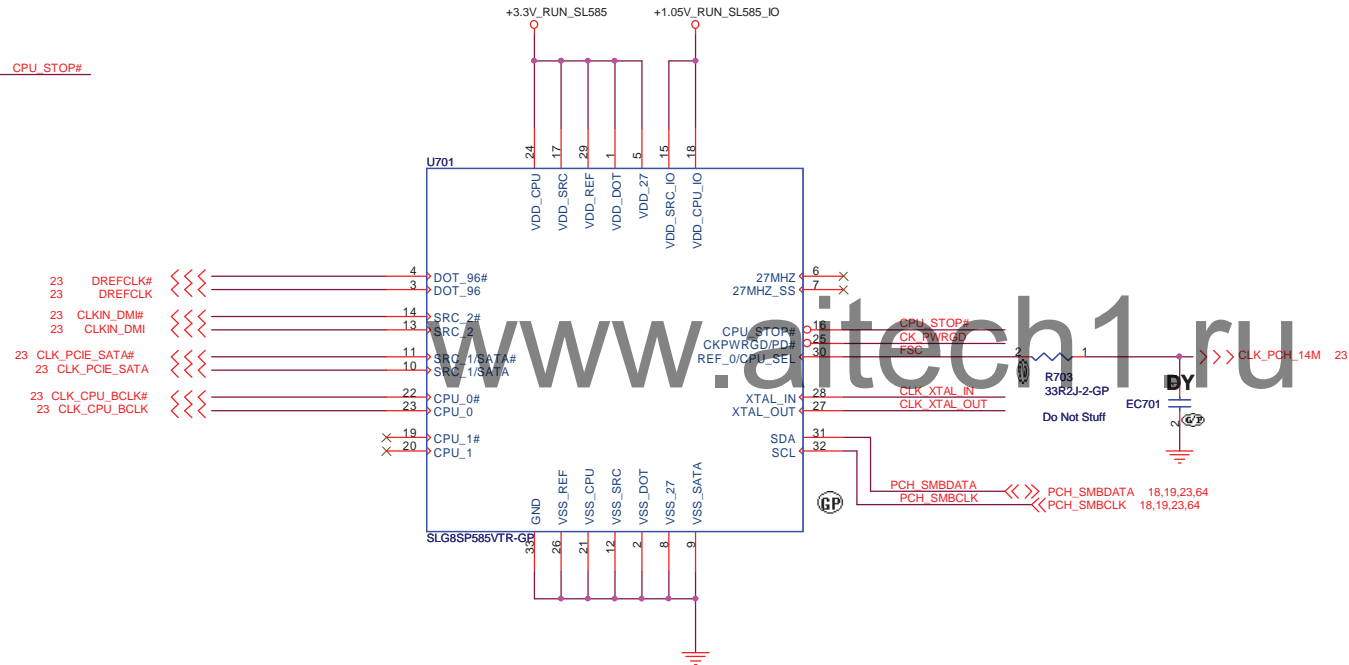 +3.3V_RUN_SL585 +1.05V_RUN_SL585_IO
CPU_STOP#
U701
24 17 29 1 5 15 18
VDD_CPU VDD_SRC VDD_REF VDD_DOT VDD_27 VDD_SRC_IO VDD_CPU_IO
23 DREFCLK# 4 DOT_96# 27MHZ 6
23 DREFCLK 3 DOT_96 27MHZ_SS 7
23 CLKIN_DMI# 14 SRC_2# CPU_STOP# 16 CPU_STOP#
23 CLKIN_DMI 13 SRC_2 CKPWRGD/PD# 25 CK_PWRGD
23 CLK_PCIE_SATA# 11 SRC_1/SATA# REF_0/CPU_SEL 30 FSC 2 1 CLK_PCH_14M 23
23 CLK_PCIE_SATA 10 SRC_1/SATA
R703
33R2J-2-GP
Do Not Stuff
DY
EC701
2
23 CLK_CPU_BCLK# 22 CPU_0# XTAL_IN 28 CLK_XTAL_IN
23 CLK_CPU_BCLK 23 CPU_0 XTAL_OUT 27 CLK_XTAL_OUT
19 CPU_1# SDA 31
20 CPU_1 SCL 32
PCH_SMBDATA PCH_SMBDATA 18,19,23,64
PCH_SMBCLK PCH_SMBCLK 18,19,23,64
GP
GND VSS_REF VSS_CPU VSS_SRC VSS_DOT VSS_27 VSS_SATA
SLG8SP585VTR-GP
33 26 21 12 2 8 9
www.aitech1.ru